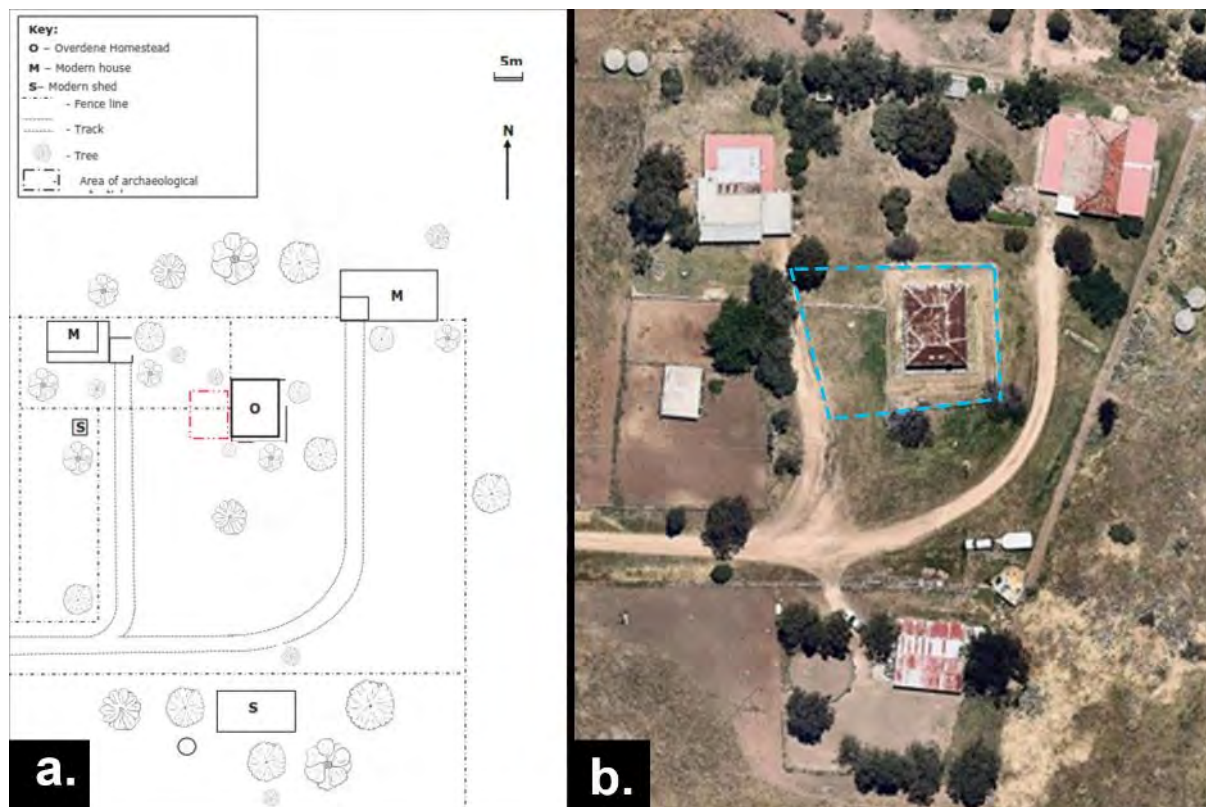 Key:
O – Overdene Homestead
M – Modern house
S– Modern shed
- Fence line
- Track
- Tree
- Area of archaeological
5m
N
M
M
O
S
S
a.
b.